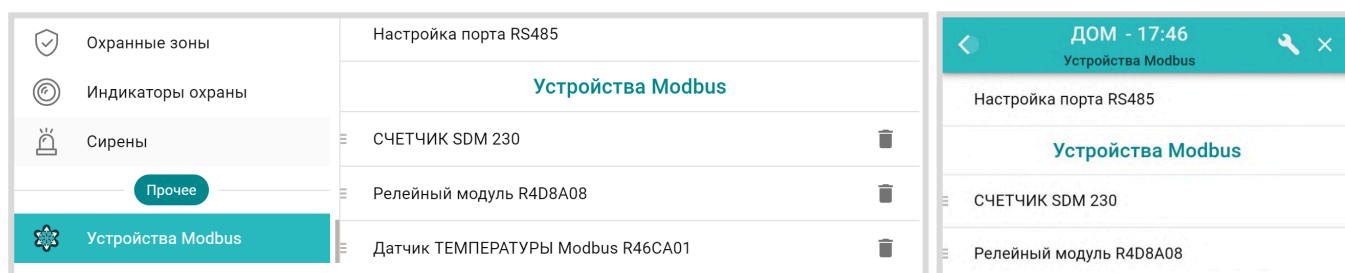 Охранные зоны
Индикаторы охраны
Сирены
Прочее
Устройства Modbus
Настройка порта RS485
Устройства Modbus
СЧЕТЧИК SDM 230
Релейный модуль R4D8A08
Датчик ТЕМПЕРАТУРЫ Modbus R46CA01
ДОМ - 17:46
Устройства Modbus
Настройка порта RS485
Устройства Modbus
СЧЕТЧИК SDM 230
Релейный модуль R4D8A08